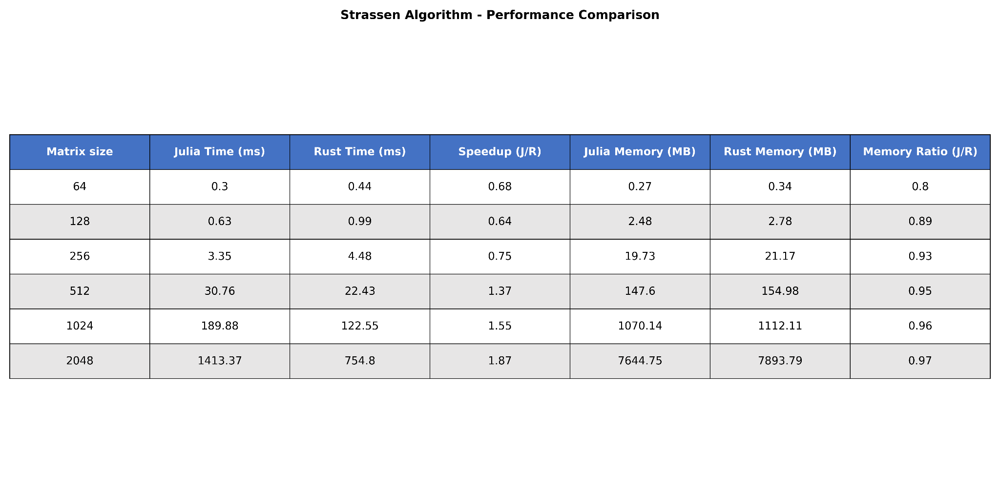 Strassen Algorithm - Performance Comparison
Matrix size Julia Time (ms) Rust Time (ms) Speedup (J/R) Julia Memory (MB) Rust Memory (MB) Memory Ratio (J/R)
64 0.3 0.44 0.68 0.27 0.34 0.8
128 0.63 0.99 0.64 2.48 2.78 0.89
256 3.35 4.48 0.75 19.73 21.17 0.93
512 30.76 22.43 1.37 147.6 154.98 0.95
1024 189.88 122.55 1.55 1070.14 1112.11 0.96
2048 1413.37 754.8 1.87 7644.75 7893.79 0.97